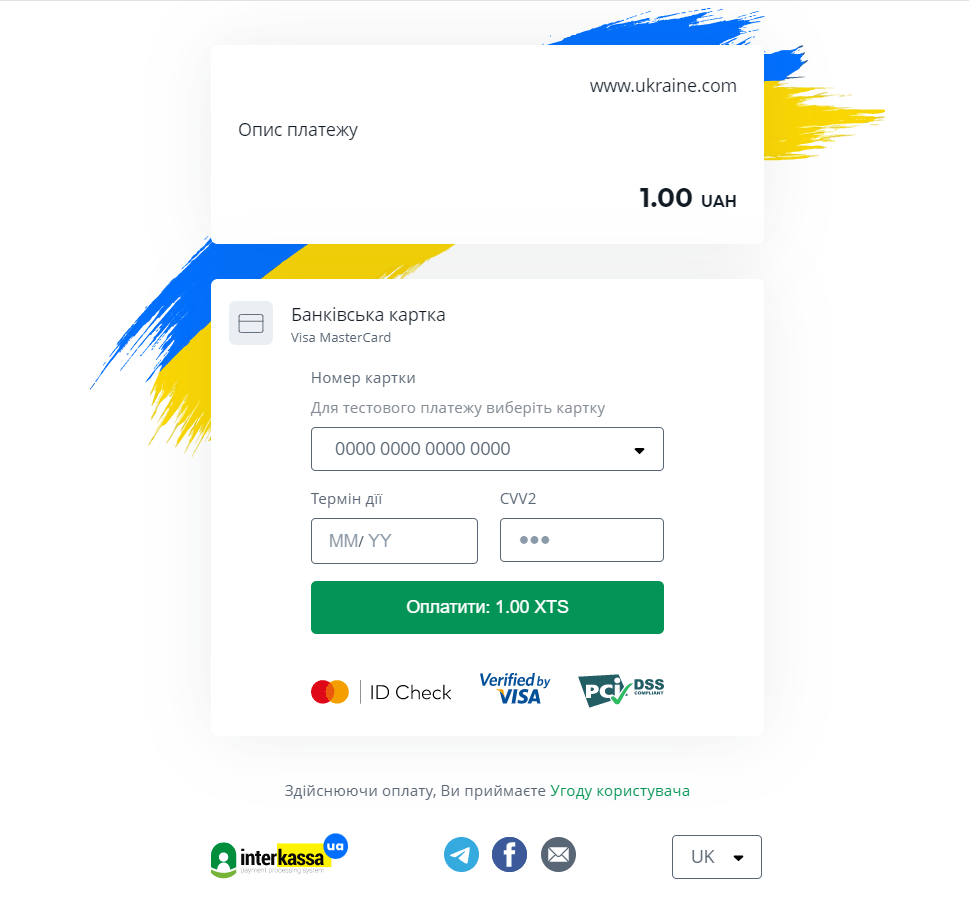 www.ukraine.com
Опис платежу
1.00 UAH
Банківська картка
Visa MasterCard
Номер картки
Для тестового платежу виберіть картку
0000 0000 0000 0000
Термін дії CVV2
MM/ YY •••
Оплатити: 1.00 XTS
ID Check Verified by VISA PCI DSS COMPLIANT
Здійснюючи оплату, Ви приймаєте Угоду користувача
interkassa ua
payment processing system
UK